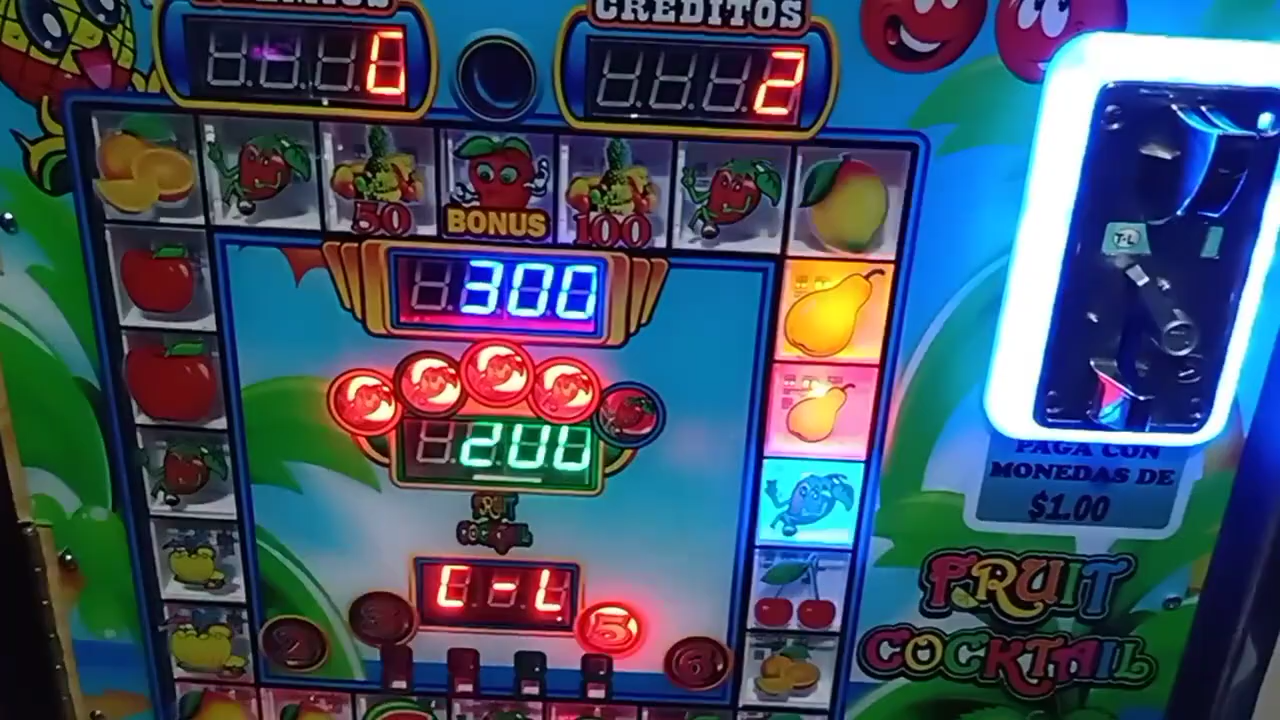 CREDITOS
0
2
50
BONUS
100
300
200
FRUIT
COCKTAIL
C-L
5
6
T-L
PAGA CON
MONEDAS DE
$1.00
FRUIT
COCKTAIL